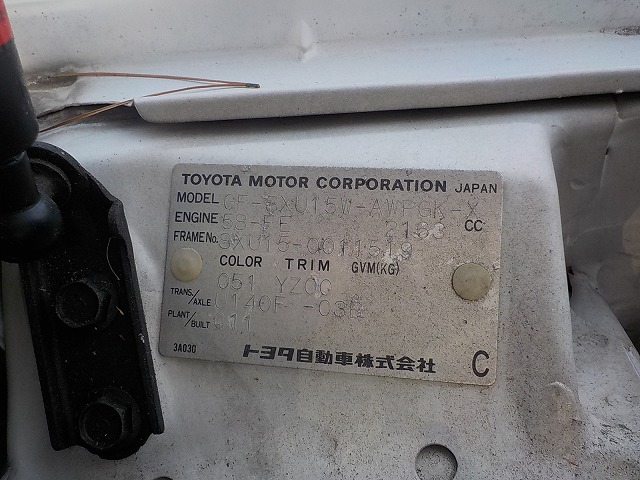 TOYOTA MOTOR CORPORATION JAPAN
MODEL GF-SXU15W-AWPGK-X
ENGINE 5S-FE 2163 CC
FRAME No. SXU15-0011519
COLOR TRIM GVM(KG)
051 YZ00
TRANS./AXLE U140F -03A
PLANT/BUILT C11
3A030 トヨタ自動車株式会社 C